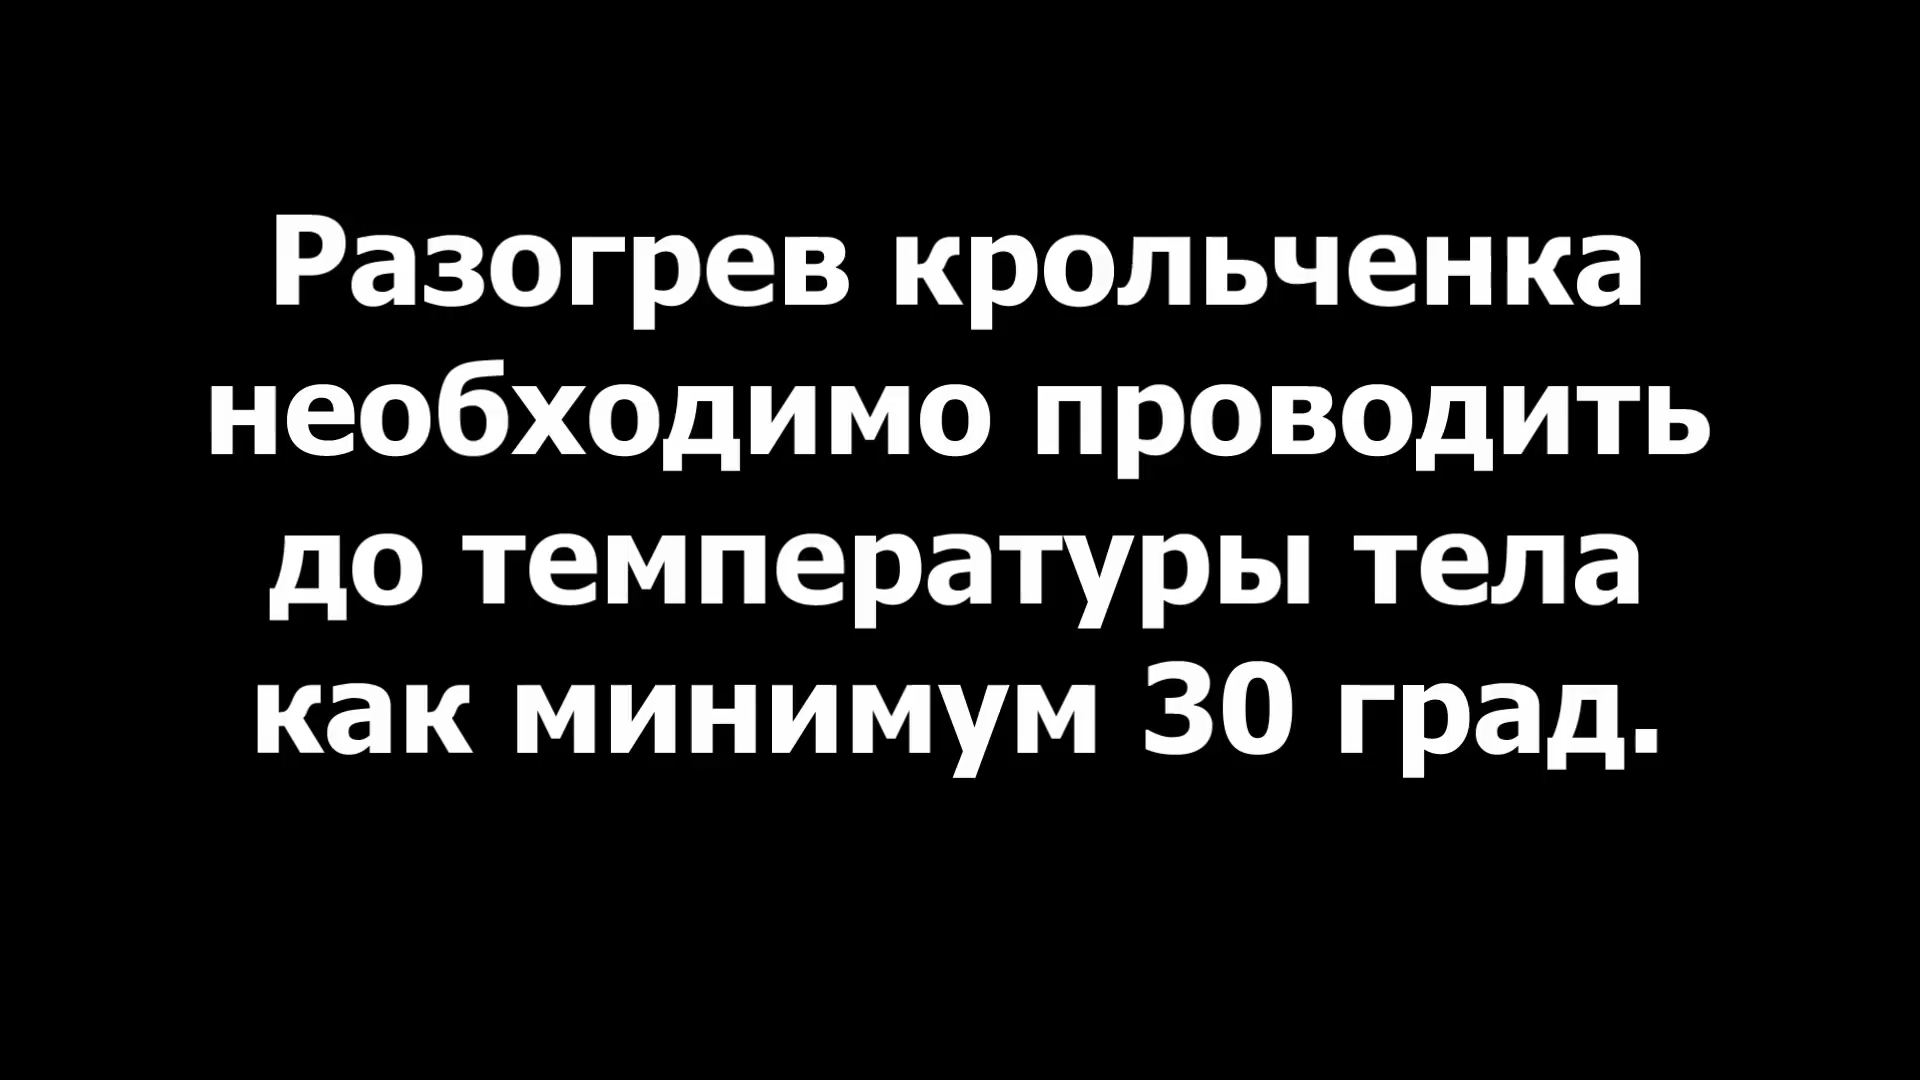 Разогрев крольченка
необходимо проводить
до температуры тела
как минимум 30 град.